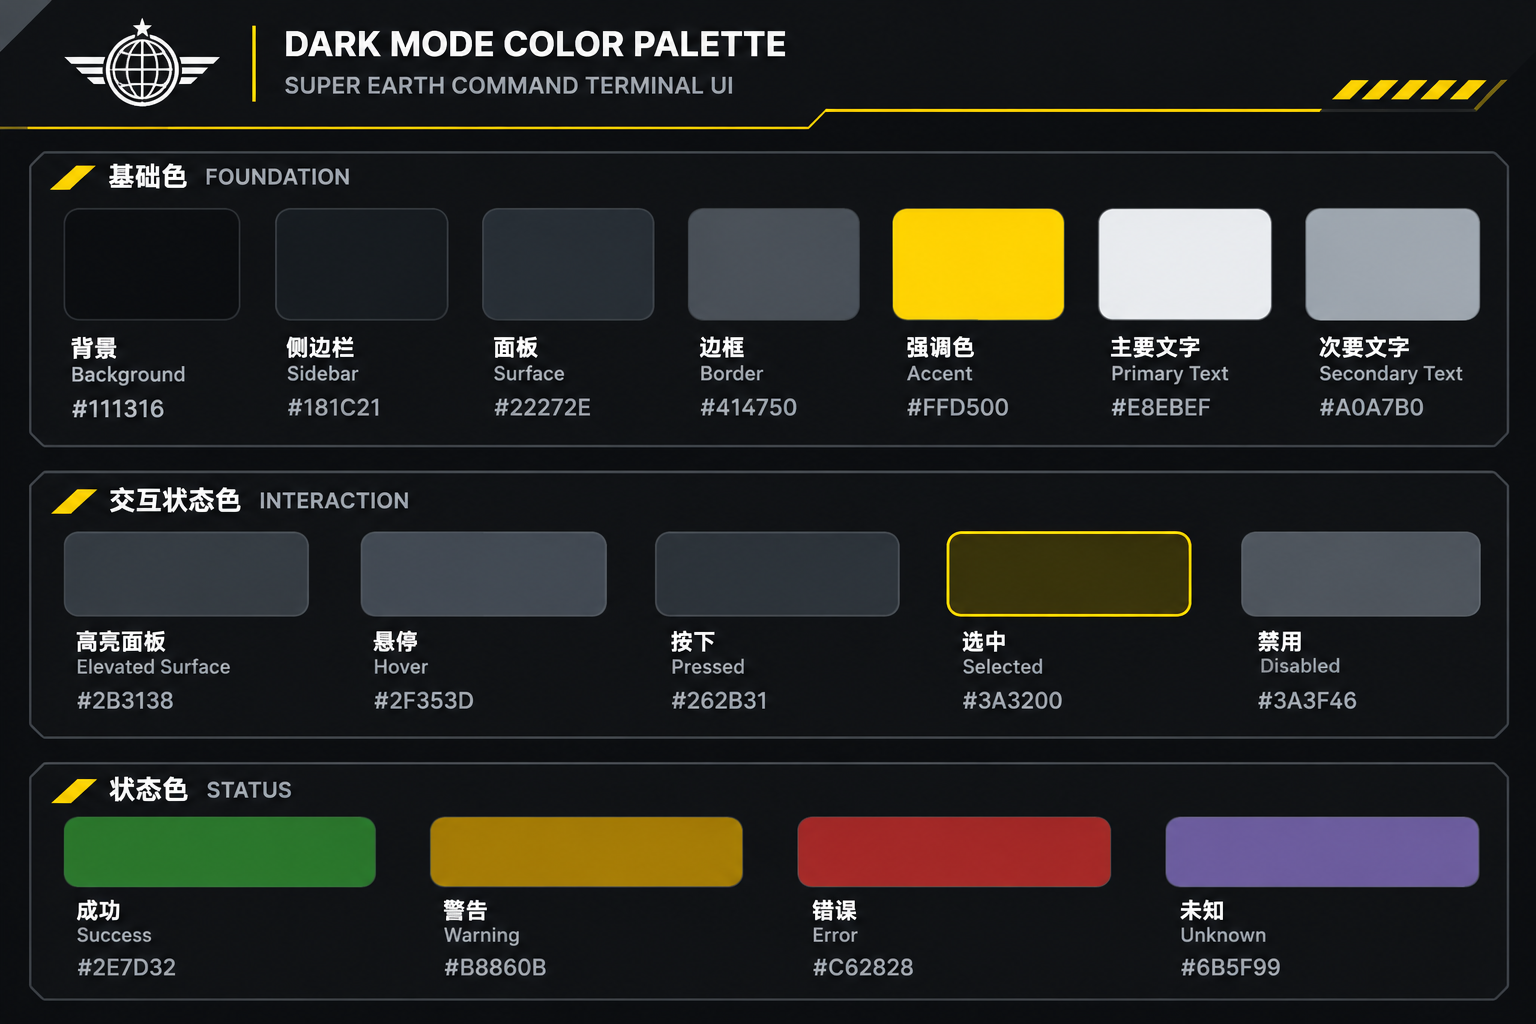 DARK MODE COLOR PALETTE
SUPER EARTH COMMAND TERMINAL UI
基础色 FOUNDATION
背景
Background
#111316
侧边栏
Sidebar
#181C21
面板
Surface
#22272E
边框
Border
#414750
强调色
Accent
#FFD500
主要文字
Primary Text
#E8EBEF
次要文字
Secondary Text
#A0A7B0
交互状态色 INTERACTION
高亮面板
Elevated Surface
#2B3138
悬停
Hover
#2F353D
按下
Pressed
#262B31
选中
Selected
#3A3200
禁用
Disabled
#3A3F46
状态色 STATUS
成功
Success
#2E7D32
警告
Warning
#B8860B
错误
Error
#C62828
未知
Unknown
#6B5F99